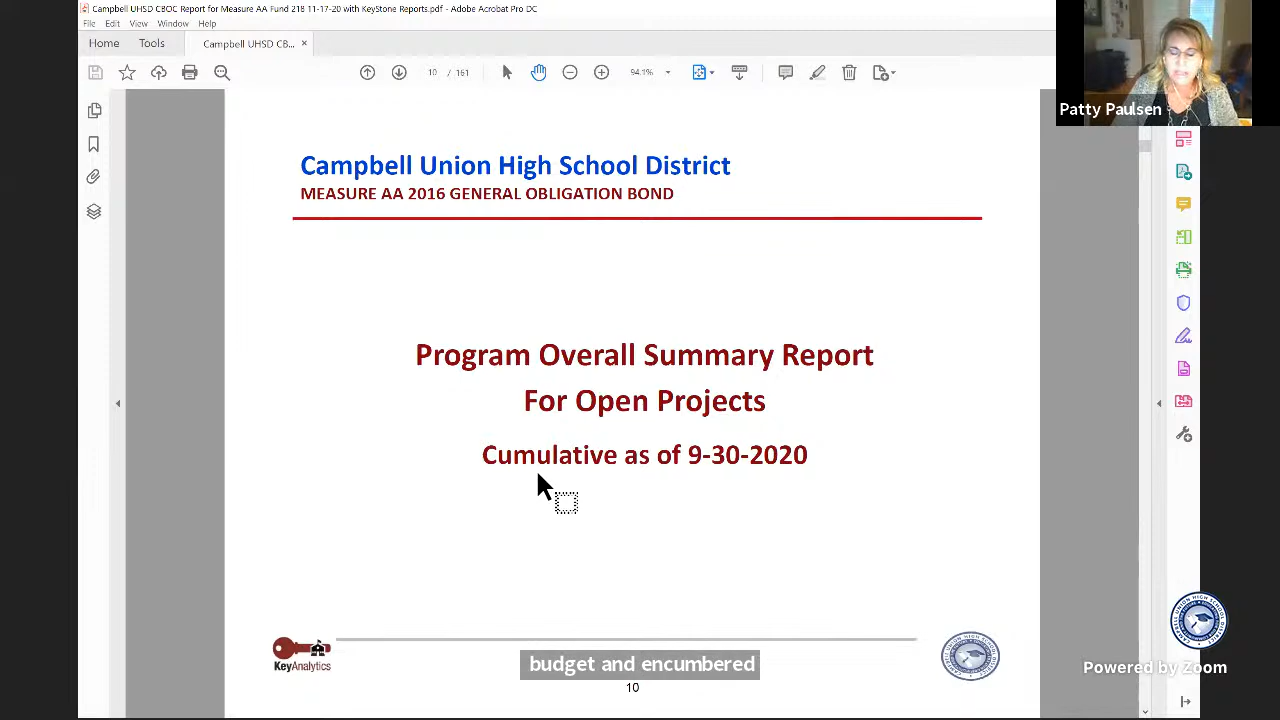 Campbell UHSD CBOC Report for Measure AA Fund 218 11-17-20 with KeyStone Reports.pdf - Adobe Acrobat Pro DC
File Edit View Window Help
Home Tools Campbell UHSD CB... ×
10 / 161 94.1%
Patty Paulsen
Campbell Union High School District
MEASURE AA 2016 GENERAL OBLIGATION BOND
Program Overall Summary Report
For Open Projects
Cumulative as of 9-30-2020
KeyAnalytics
budget and encumbered
10
Powered by Zoom